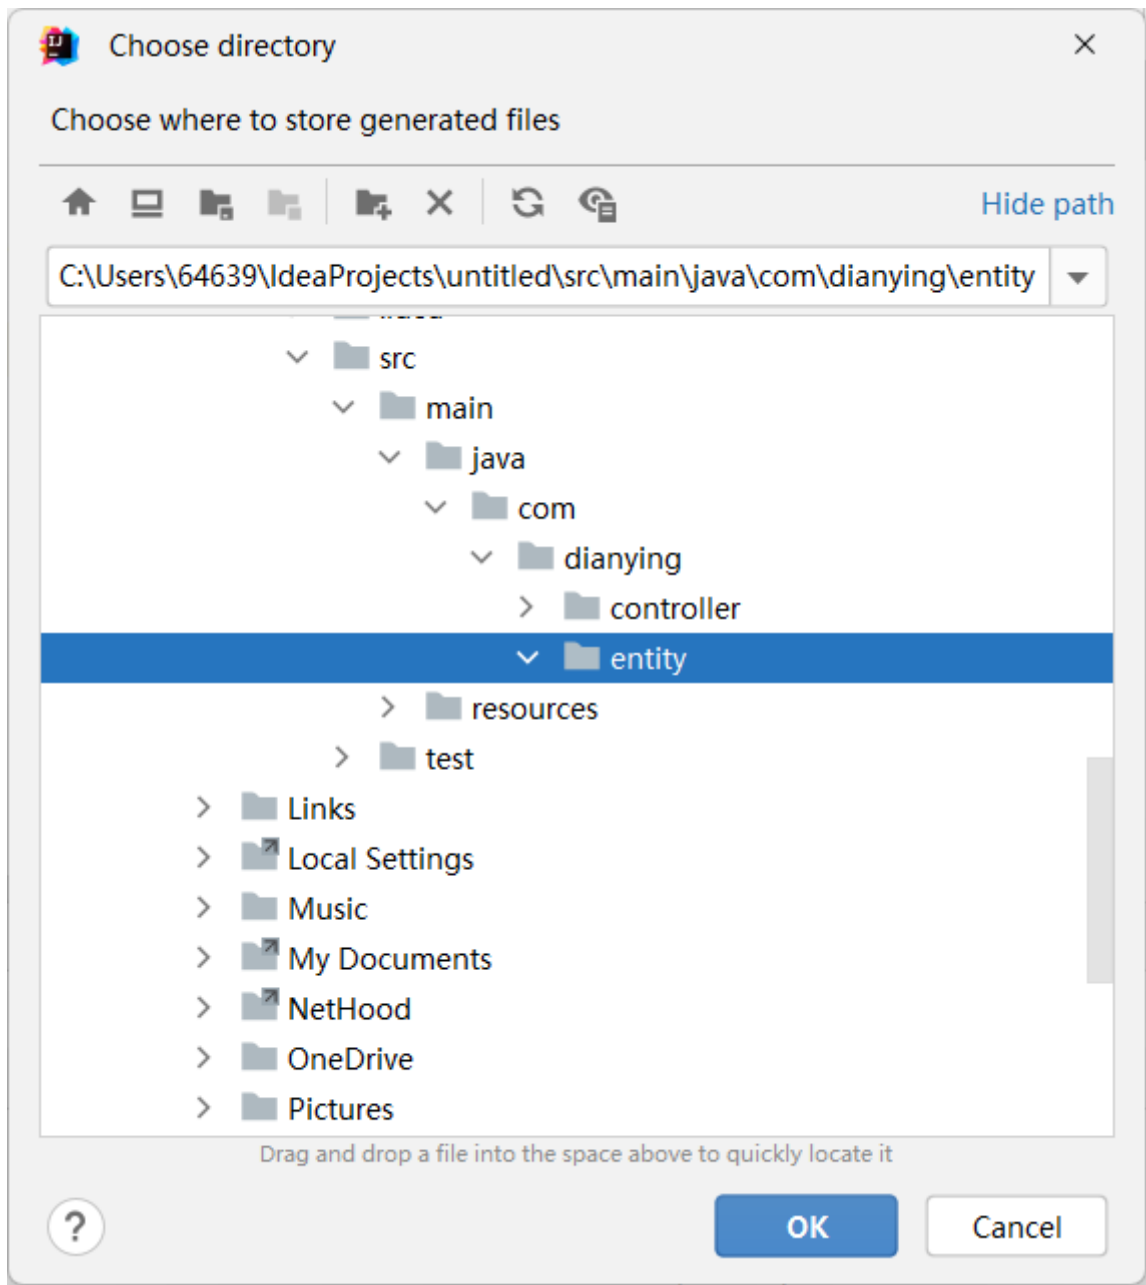 Choose directory
Choose where to store generated files
Hide path
C:\Users\64639\IdeaProjects\untitled\src\main\java\com\dianying\entity
src
main
java
com
dianying
controller
entity
resources
test
Links
Local Settings
Music
My Documents
NetHood
OneDrive
Pictures
Drag and drop a file into the space above to quickly locate it
? OK Cancel